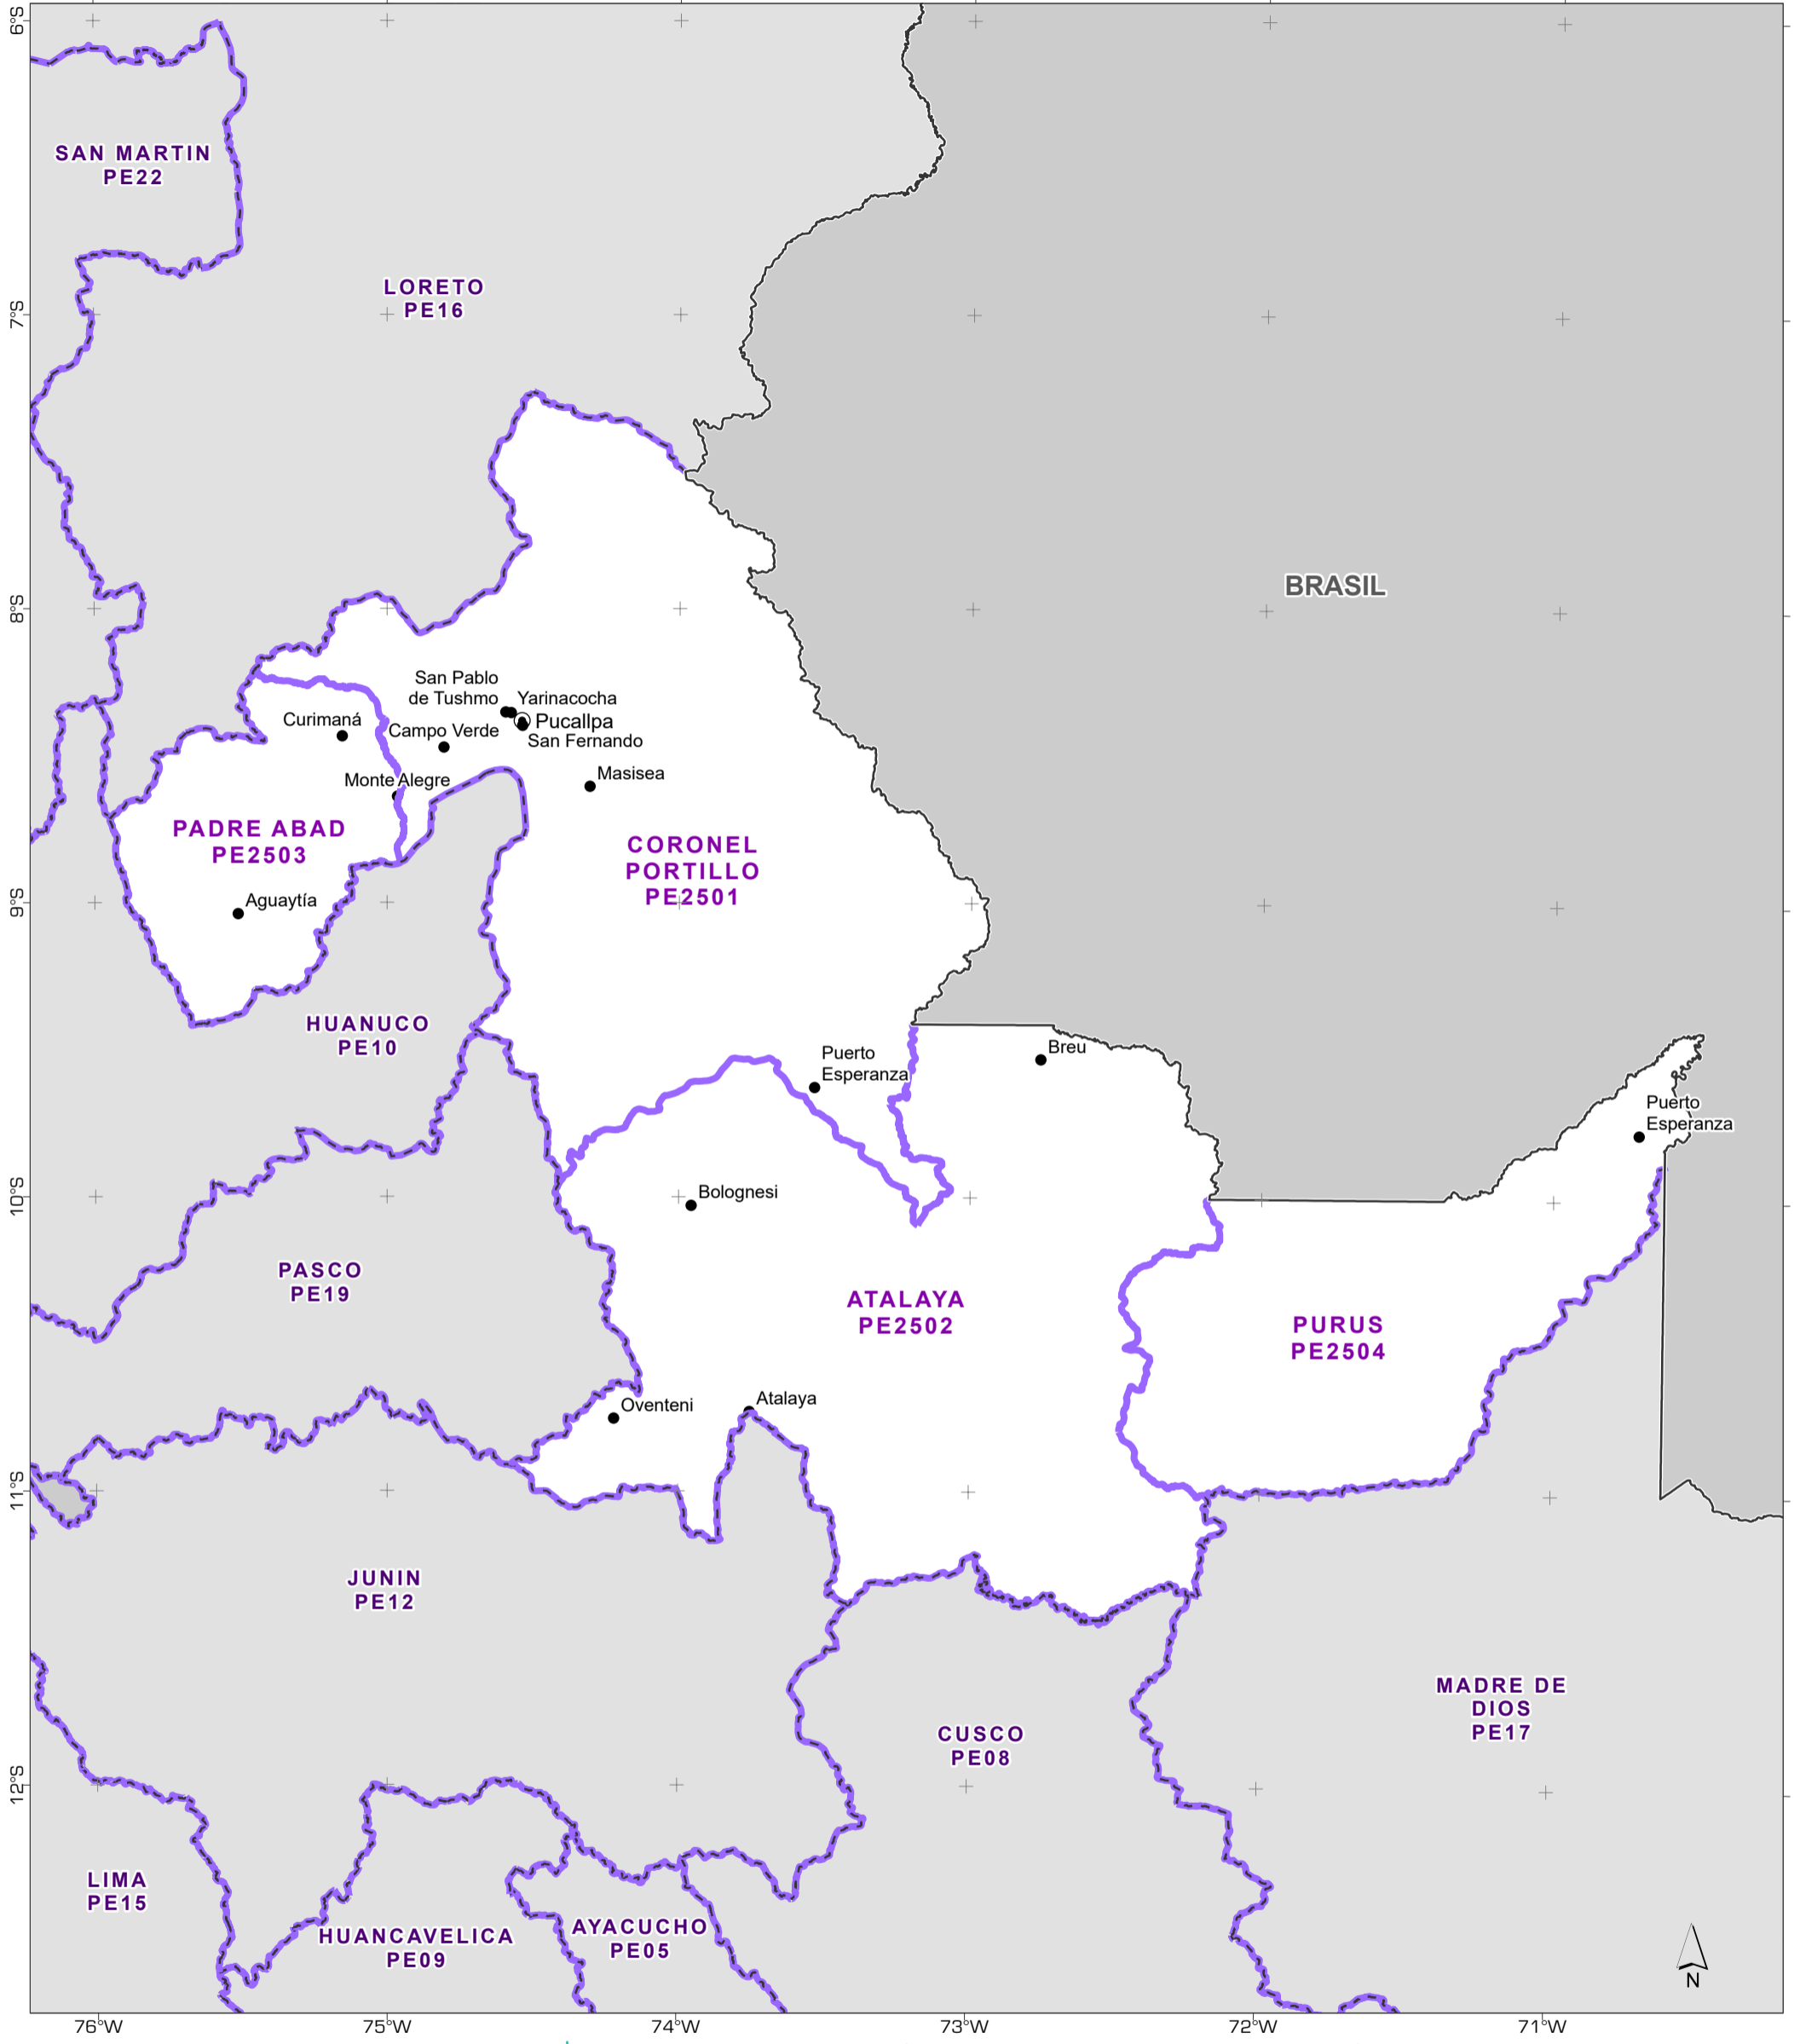 6°S
SAN MARTIN
PE22
LORETO
PE16
7°S
BRASIL
8°S
San Pablo
de Tushmo
Yarinacocha
Curimaná
Pucallpa
Campo Verde
San Fernando
Monte Alegre
Masisea
PADRE ABAD
PE2503
CORONEL
PORTILLO
PE2501
Aguaytía
9°S
HUANUCO
PE10
Puerto
Esperanza
Breu
Puerto
Esperanza
10°S
Bolognesi
PASCO
PE19
ATALAYA
PE2502
PURUS
PE2504
Oventeni
Atalaya
11°S
JUNIN
PE12
MADRE DE
DIOS
PE17
CUSCO
PE08
12°S
LIMA
PE15
HUANCAVELICA
PE09
AYACUCHO
PE05
N
76°W
75°W
74°W
73°W
72°W
71°W